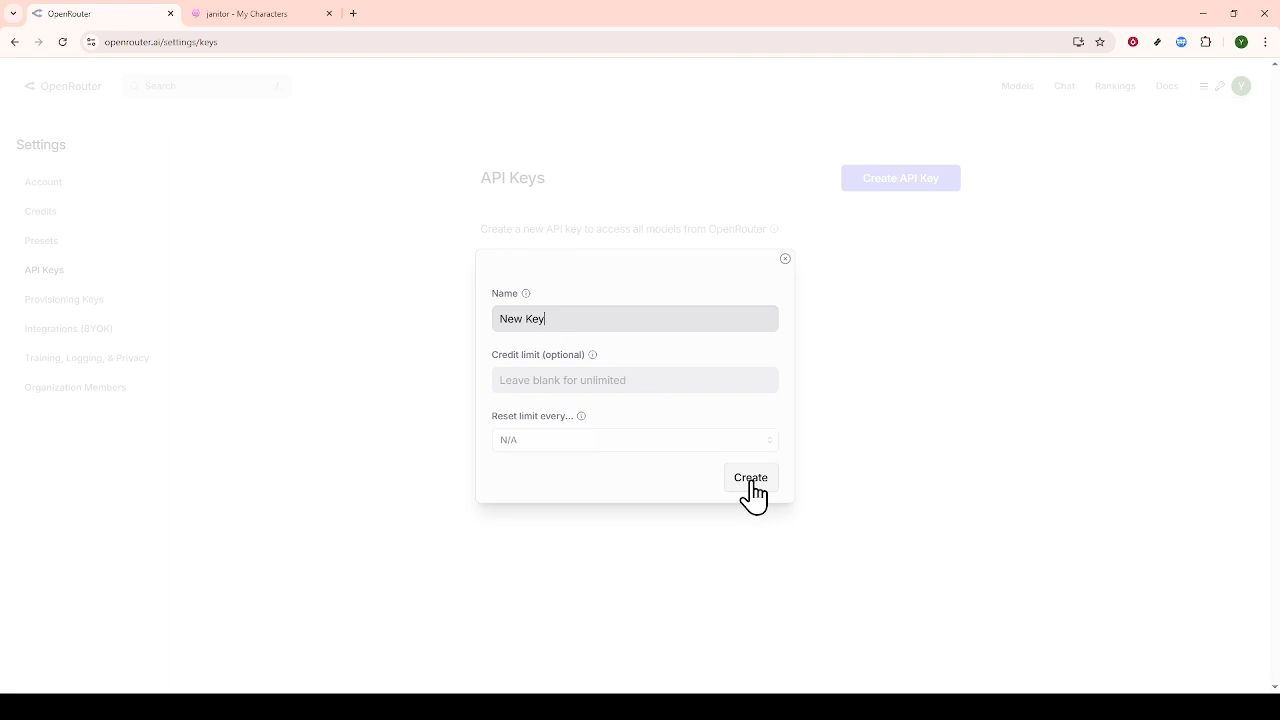 OpenRouter
janitor - My Characters
openrouter.ai/settings/keys
Y
OpenRouter
Search
/
Models
Chat
Rankings
Docs
Y
Settings
Account
Credits
Presets
API Keys
Provisioning Keys
Integrations (BYOK)
Training, Logging, & Privacy
Organization Members
API Keys
Create API Key
Create a new API key to access all models from OpenRouter
Name
New Key
Credit limit (optional)
Leave blank for unlimited
Reset limit every...
N/A
Create